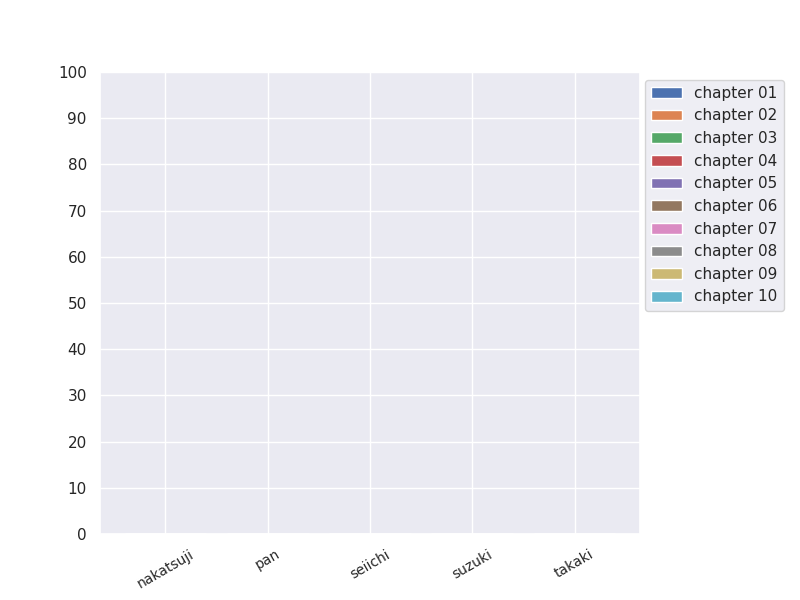 100
90
80
70
60
50
40
30
20
10
0
nakatsuji
pan
seiichi
suzuki
takaki
chapter 01
chapter 02
chapter 03
chapter 04
chapter 05
chapter 06
chapter 07
chapter 08
chapter 09
chapter 10